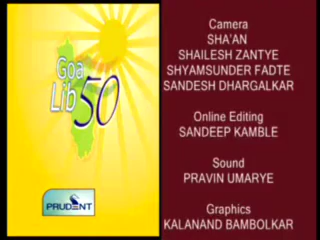 Goa
Lib 50
PRUDENT
Camera
SHA'AN
SHAILESH ZANTYE
SHYAMSUNDER FADTE
SANDESH DHARGALKAR
Online Editing
SANDEEP KAMBLE
Sound
PRAVIN UMARYE
Graphics
KALANAND BAMBOLKAR